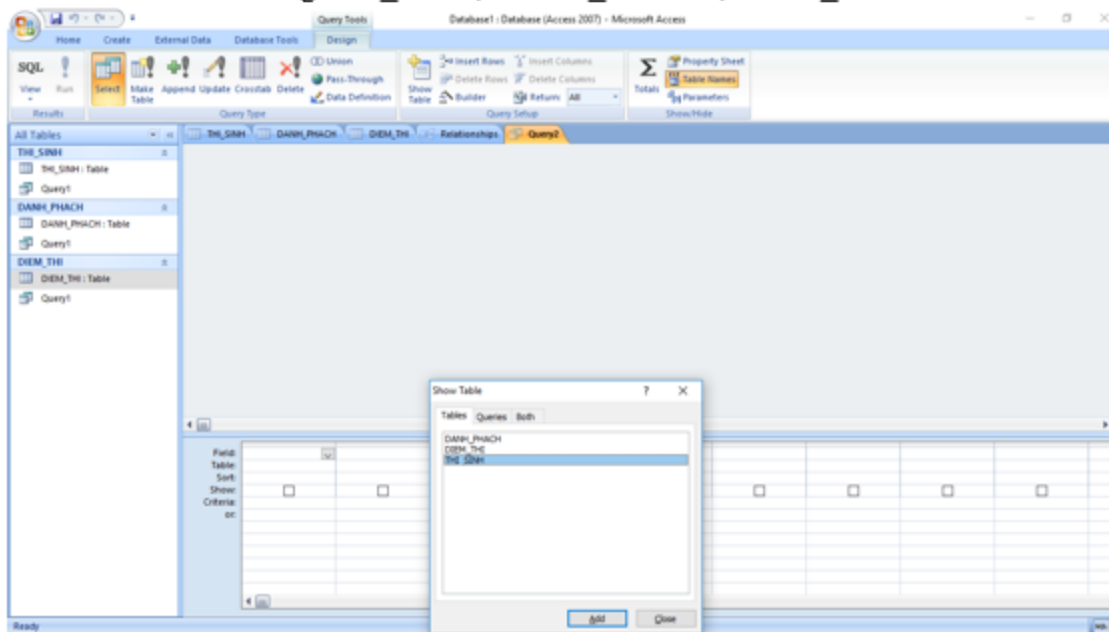 Query Tools
Database1 : Database (Access 2007) - Microsoft Access
Home Create External Data Database Tools Design
SQL
View
Run
Select
Make Table
Append
Update
Crosstab
Delete
Union
Pass-Through
Data Definition
Show Table
Insert Rows
Delete Rows
Builder
Insert Columns
Delete Columns
Return: All
Totals
Property Sheet
Table Names
Parameters
Results
Query Type
Query Setup
Show/Hide
All Tables
THI_SINH DANH_PHACH DIEM_THI Relationships Query2
THI_SINH
THI_SINH : Table
Query1
DANH_PHACH
DANH_PHACH : Table
Query1
DIEM_THI
DIEM_THI : Table
Query1
Show Table ?
Tables Queries Both
DANH_PHACH
DIEM_THI
THI_SINH
Add Close
Field:
Table:
Sort:
Show:
Criteria:
or:
Ready